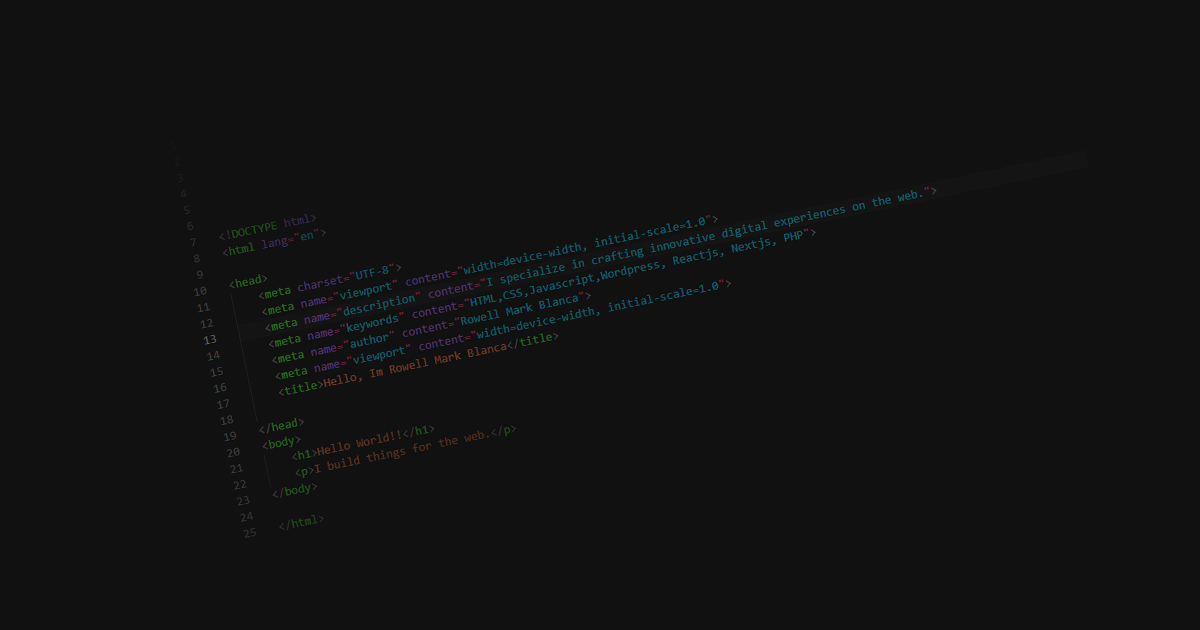 1
2
3
4
5
6
7 <!DOCTYPE html>
8 <html lang="en">
9
10 <head>
11 <meta charset="UTF-8">
12 <meta name="viewport" content="width=device-width, initial-scale=1.0">
13 <meta name="description" content="I specialize in crafting innovative digital experiences on the web.">
14 <meta name="keywords" content="HTML,CSS,Javascript,Wordpress, Reactjs, Nextjs, PHP">
15 <meta name="author" content="Rowell Mark Blanca">
16 <meta name="viewport" content="width=device-width, initial-scale=1.0">
17 <title>Hello, Im Rowell Mark Blanca</title>
18
19 </head>
20 <body>
21 <h1>Hello World!!</h1>
22 <p>I build things for the web.</p>
23 </body>
24
25 </html>